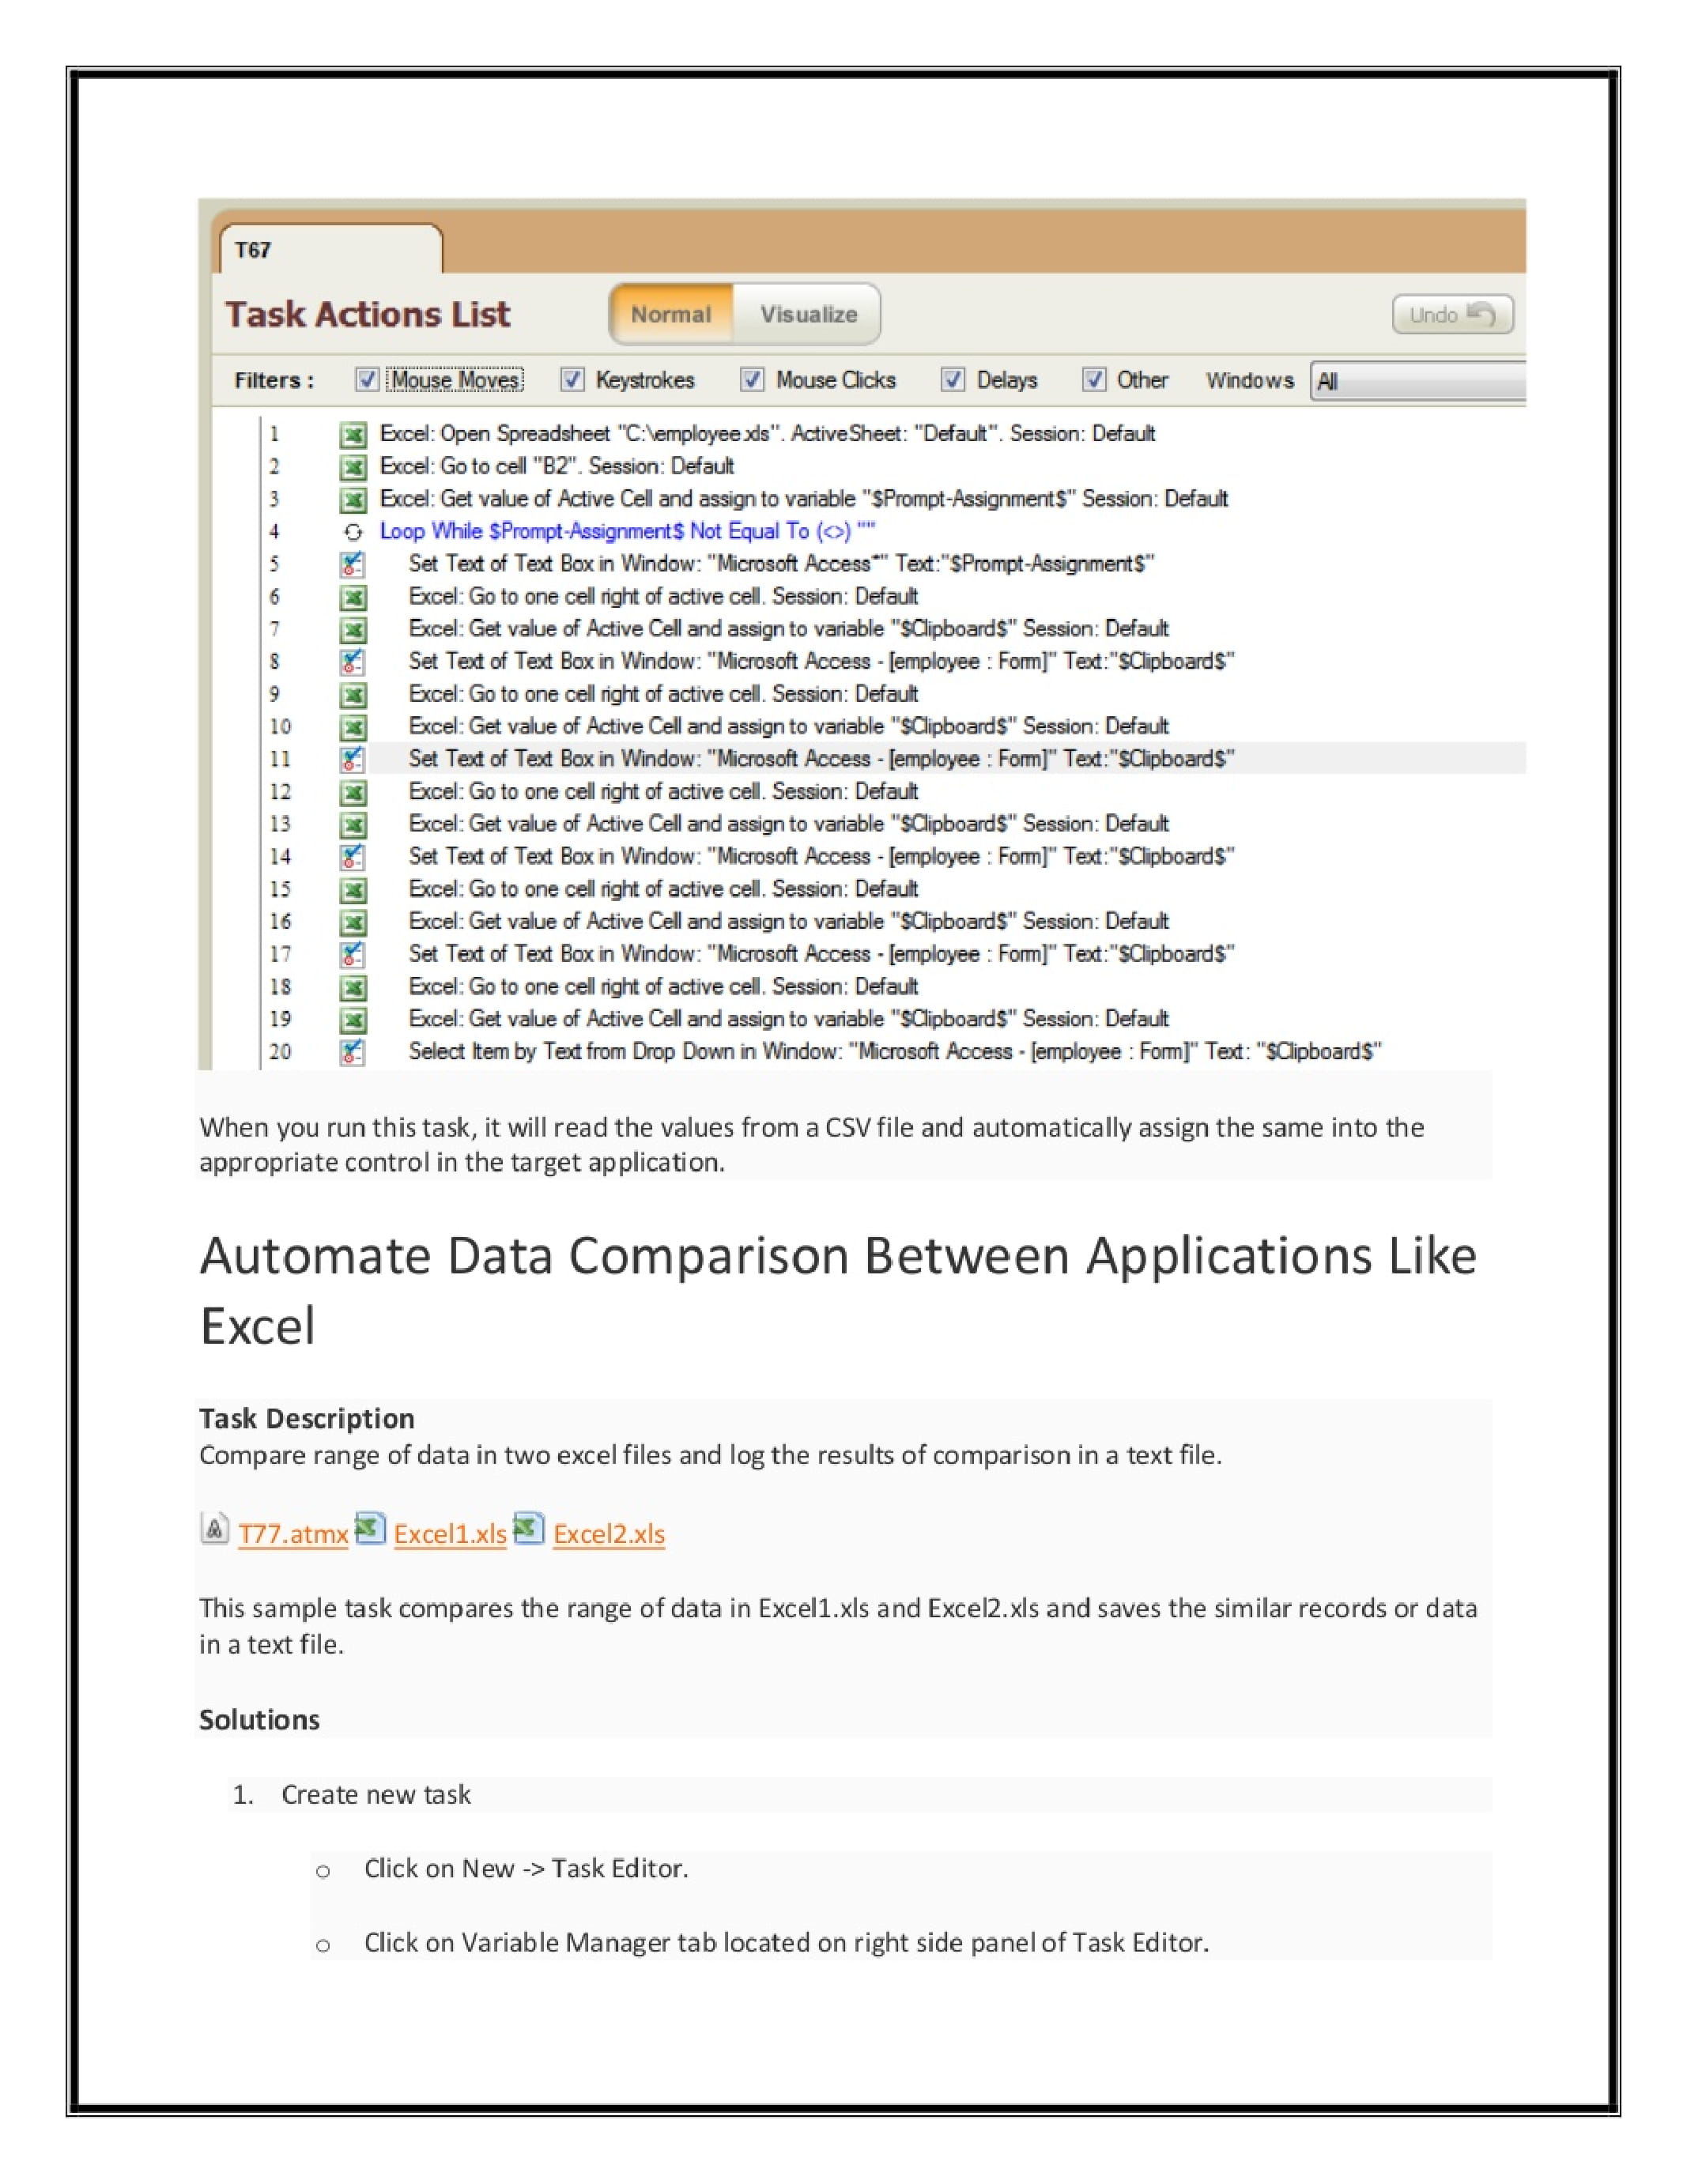 T67
Task Actions List Normal Visualize Undo
Filters : Mouse Moves Keystrokes Mouse Clicks Delays Other Windows All
1 Excel: Open Spreadsheet "C:\employee.xls". ActiveSheet: "Default". Session: Default
2 Excel: Go to cell "B2". Session: Default
3 Excel: Get value of Active Cell and assign to variable "$Prompt-Assignment$" Session: Default
4 Loop While $Prompt-Assignment$ Not Equal To (<>) ""
5 Set Text of Text Box in Window: "Microsoft Access*" Text:"$Prompt-Assignment$"
6 Excel: Go to one cell right of active cell. Session: Default
7 Excel: Get value of Active Cell and assign to variable "$Clipboard$" Session: Default
8 Set Text of Text Box in Window: "Microsoft Access - [employee : Form]" Text:"$Clipboard$"
9 Excel: Go to one cell right of active cell. Session: Default
10 Excel: Get value of Active Cell and assign to variable "$Clipboard$" Session: Default
11 Set Text of Text Box in Window: "Microsoft Access - [employee : Form]" Text:"$Clipboard$"
12 Excel: Go to one cell right of active cell. Session: Default
13 Excel: Get value of Active Cell and assign to variable "$Clipboard$" Session: Default
14 Set Text of Text Box in Window: "Microsoft Access - [employee : Form]" Text:"$Clipboard$"
15 Excel: Go to one cell right of active cell. Session: Default
16 Excel: Get value of Active Cell and assign to variable "$Clipboard$" Session: Default
17 Set Text of Text Box in Window: "Microsoft Access - [employee : Form]" Text:"$Clipboard$"
18 Excel: Go to one cell right of active cell. Session: Default
19 Excel: Get value of Active Cell and assign to variable "$Clipboard$" Session: Default
20 Select Item by Text from Drop Down in Window: "Microsoft Access - [employee : Form]" Text: "$Clipboard$"
When you run this task, it will read the values from a CSV file and automatically assign the same into the
appropriate control in the target application.
Automate Data Comparison Between Applications Like
Excel
Task Description
Compare range of data in two excel files and log the results of comparison in a text file.
T77.atmx Excel1.xls Excel2.xls
This sample task compares the range of data in Excel1.xls and Excel2.xls and saves the similar records or data
in a text file.
Solutions
1. Create new task
o Click on New -> Task Editor.
o Click on Variable Manager tab located on right side panel of Task Editor.